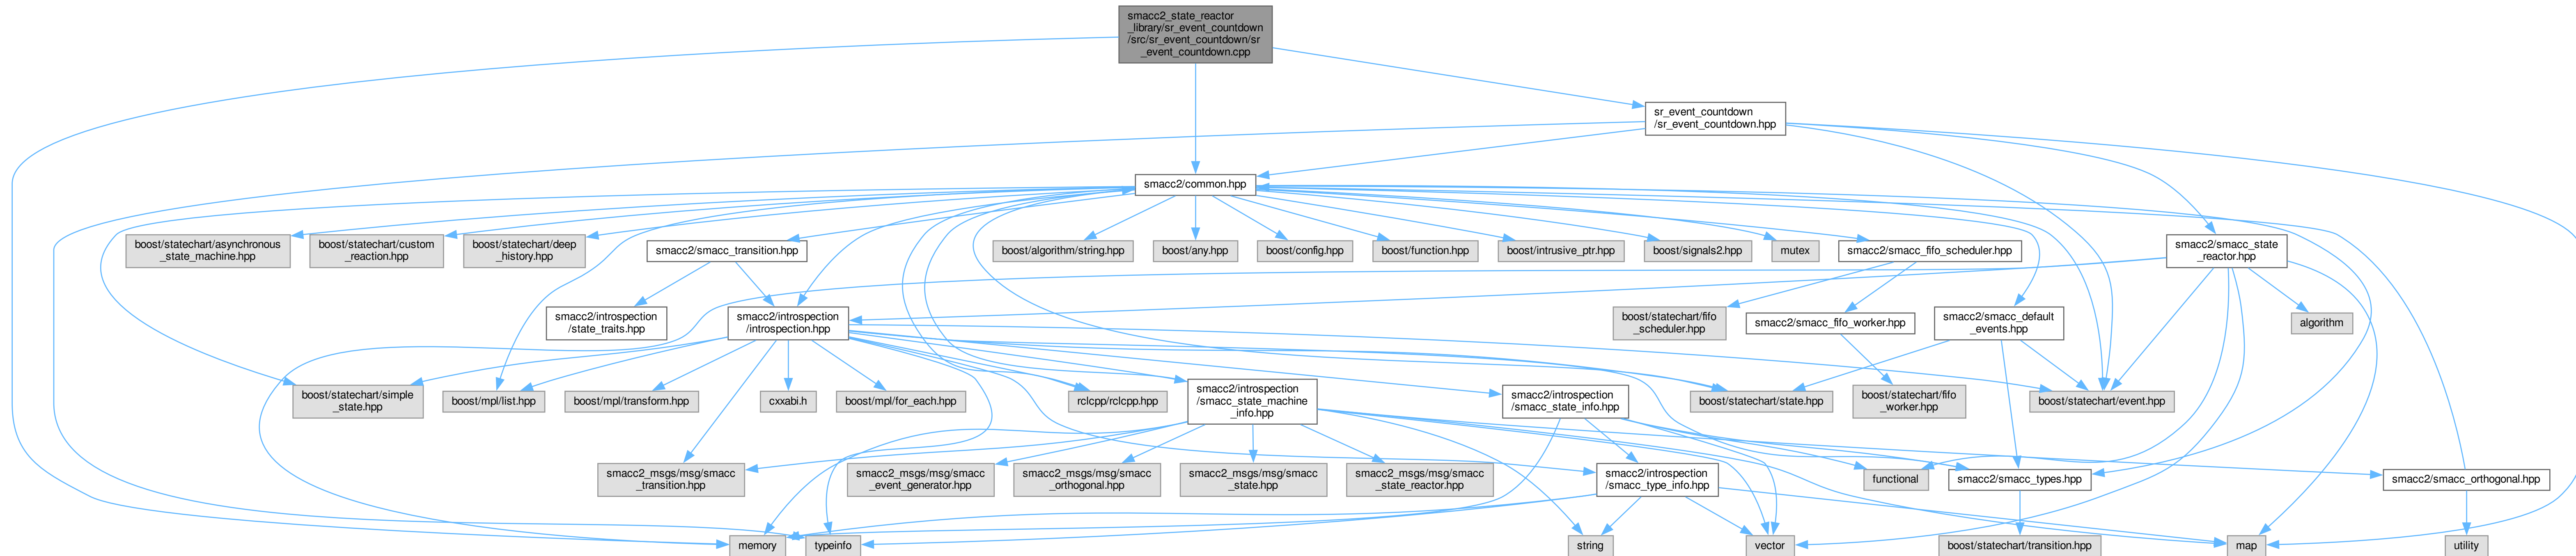 smacc2_state_reactor
_library/sr_event_countdown
/src/sr_event_countdown/sr
_event_countdown.cpp
sr_event_countdown
/sr_event_countdown.hpp
smacc2/common.hpp
boost/statechart/asynchronous
_state_machine.hpp
boost/statechart/custom
_reaction.hpp
boost/statechart/deep
_history.hpp
smacc2/smacc_transition.hpp
boost/algorithm/string.hpp
boost/any.hpp
boost/config.hpp
boost/function.hpp
boost/intrusive_ptr.hpp
boost/signals2.hpp
mutex
smacc2/smacc_fifo_scheduler.hpp
smacc2/smacc_state
_reactor.hpp
smacc2/introspection
/state_traits.hpp
smacc2/introspection
/introspection.hpp
boost/statechart/fifo
_scheduler.hpp
smacc2/smacc_fifo_worker.hpp
smacc2/smacc_default
_events.hpp
algorithm
boost/statechart/simple
_state.hpp
boost/mpl/list.hpp
boost/mpl/transform.hpp
cxxabi.h
boost/mpl/for_each.hpp
rclcpp/rclcpp.hpp
smacc2/introspection
/smacc_state_machine
_info.hpp
smacc2/introspection
/smacc_state_info.hpp
boost/statechart/state.hpp
boost/statechart/fifo
_worker.hpp
boost/statechart/event.hpp
smacc2_msgs/msg/smacc
_transition.hpp
smacc2_msgs/msg/smacc
_event_generator.hpp
smacc2_msgs/msg/smacc
_orthogonal.hpp
smacc2_msgs/msg/smacc
_state.hpp
smacc2_msgs/msg/smacc
_state_reactor.hpp
smacc2/introspection
/smacc_type_info.hpp
functional
smacc2/smacc_types.hpp
smacc2/smacc_orthogonal.hpp
memory
typeinfo
string
vector
boost/statechart/transition.hpp
map
utility